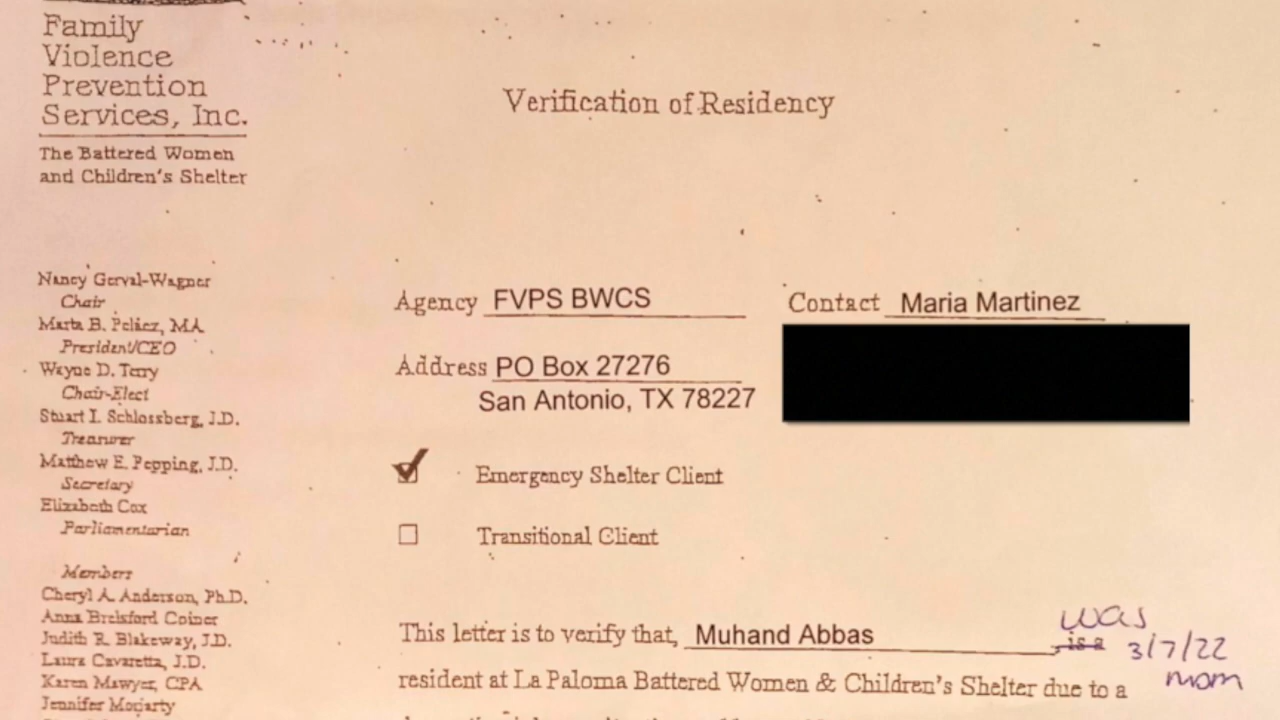 Family
Violence
Prevention
Services, Inc.
The Battered Women
and Children's Shelter
Verification of Residency
Nancy Gerval-Wagner
Chair
Marta B. Peláez, MA
President/CEO
Wayne D. Terry
Chair-Elect
Stuart I. Schlossberg, J.D.
Treasurer
Matthew E. Pepping, J.D.
Secretary
Elizabeth Cox
Parliamentarian
Members
Cheryl A. Anderson, Ph.D.
Anna Brelsford Coiner
Judith R. Blakeway, J.D.
Laura Cavaretta, J.D.
Karen Mawyer, CPA
Jennifer Moriarty
Agency FVPS BWCS Contact Maria Martinez
Address PO Box 27276
San Antonio, TX 78227
Emergency Shelter Client
Transitional Client
was
This letter is to verify that, Muhand Abbas, is a 3/7/22
mom
resident at La Paloma Battered Women & Children's Shelter due to a